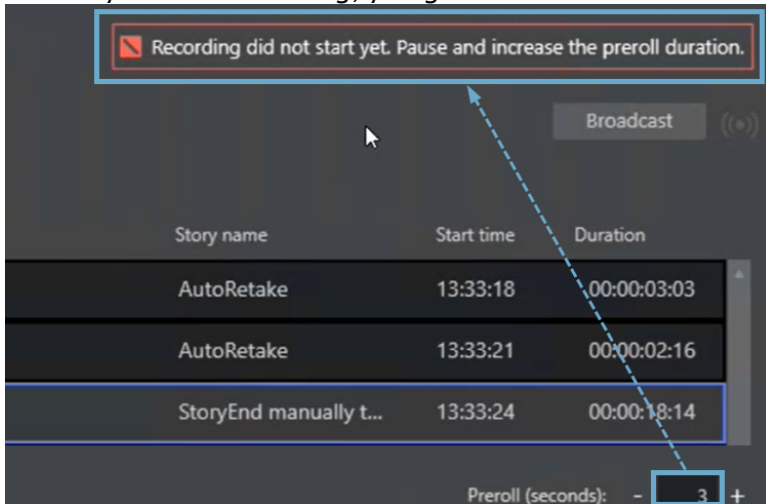 Recording did not start yet. Pause and increase the preroll duration.
Broadcast
Story name Start time Duration
AutoRetake 13:33:18 00:00:03:03
AutoRetake 13:33:21 00:00:02:16
StoryEnd manually t... 13:33:24 00:00:18:14
Preroll (seconds): - 3 +